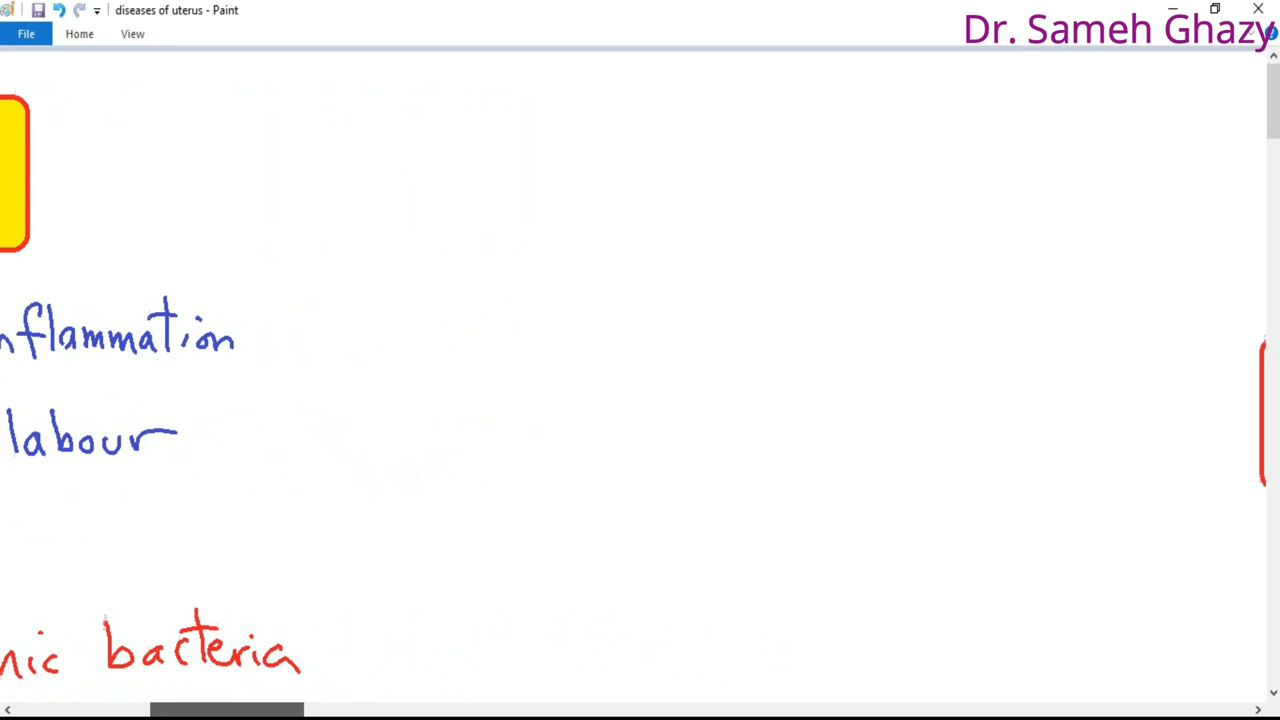 diseases of uterus - Paint
Dr. Sameh Ghazy
File Home View
nflammation
labour
nic bacteria